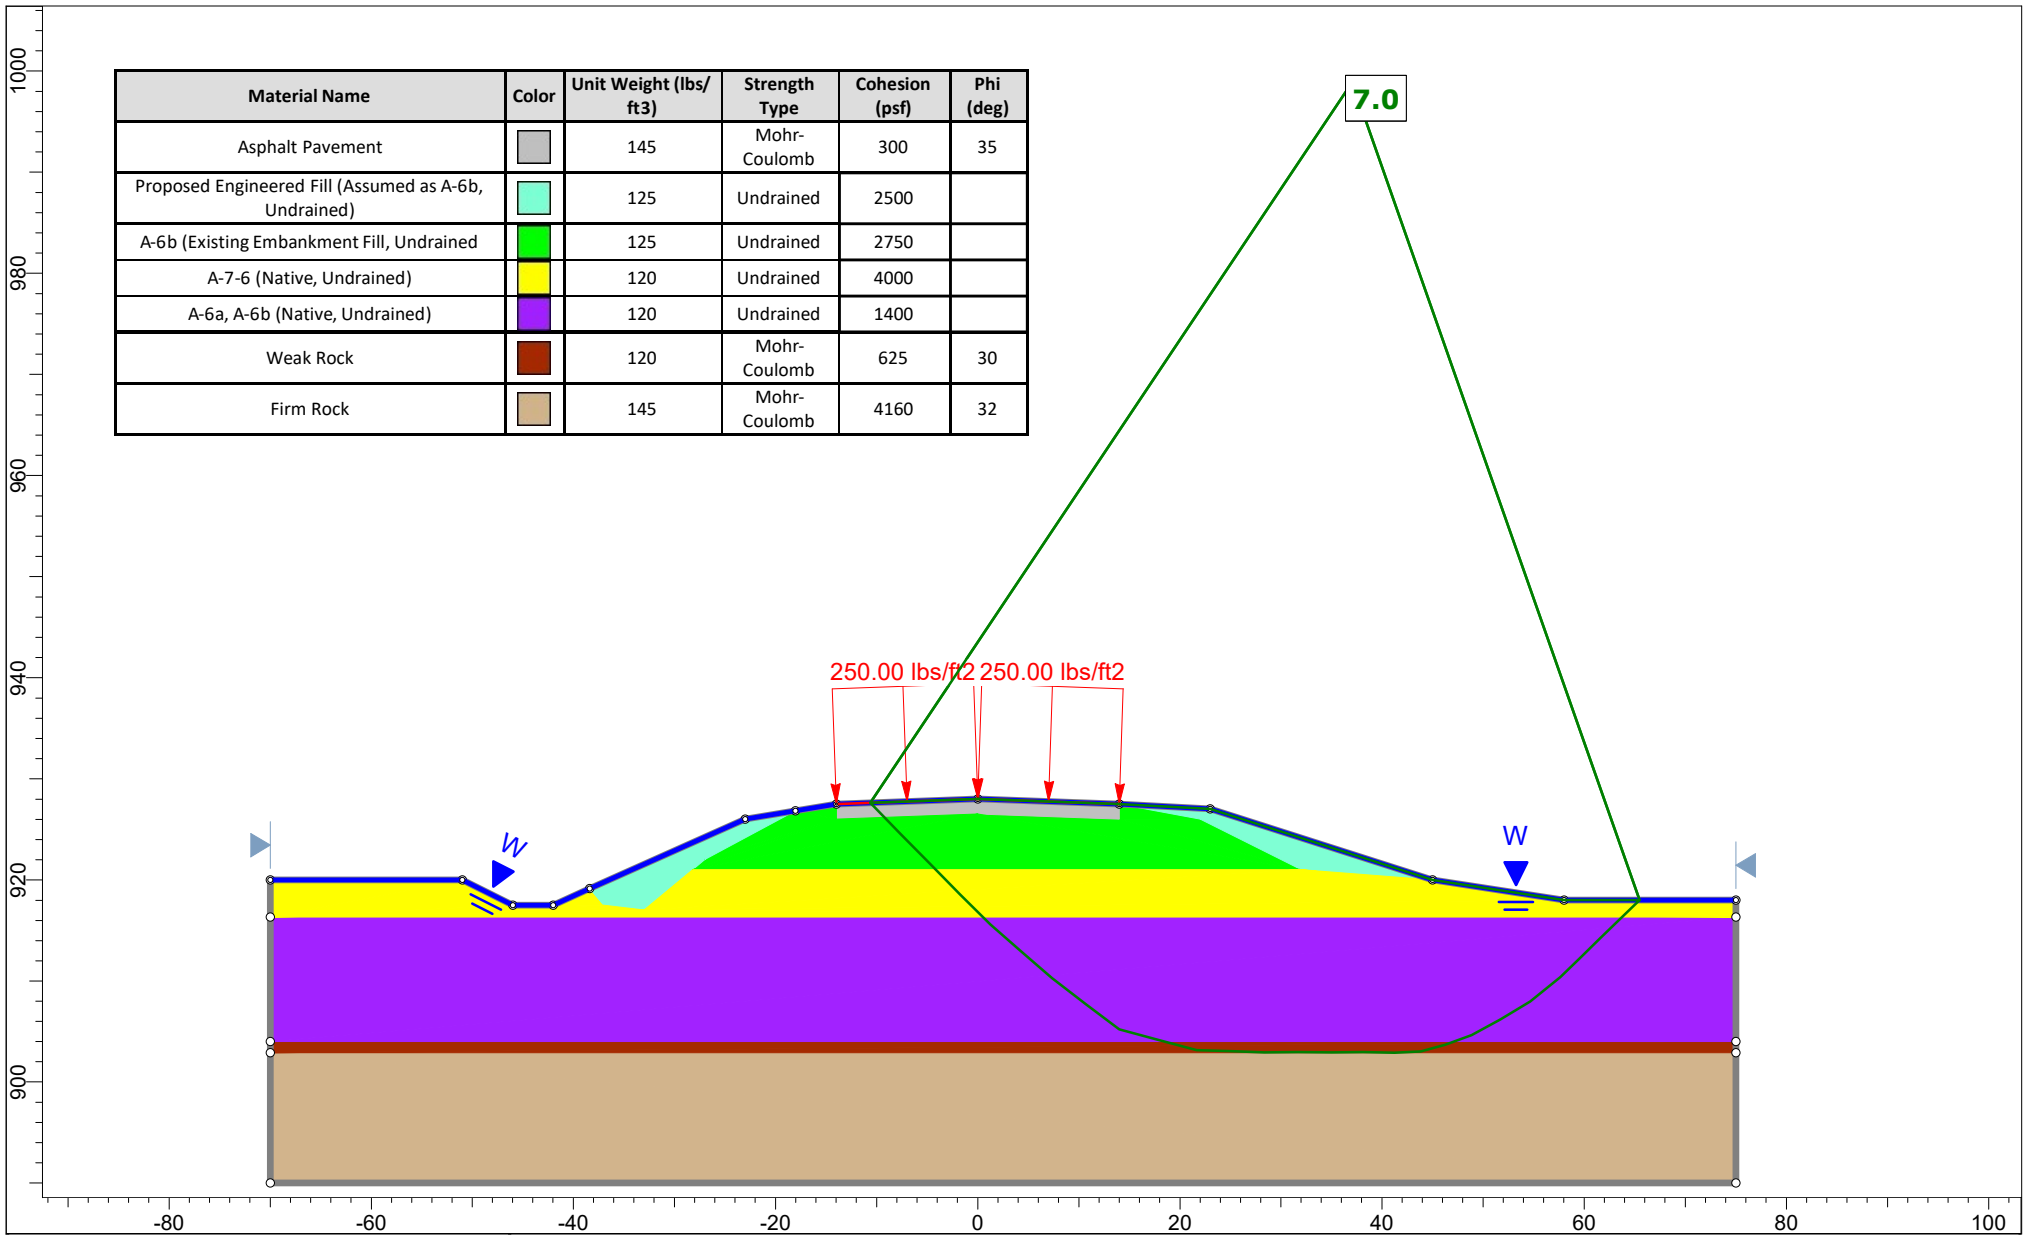 1000
980
960
940
920
900
Material Name Color Unit Weight (lbs/ Strength Cohesion Phi
ft3) Type (psf) (deg)
Asphalt Pavement 145 Mohr- 300 35
Coulomb
Proposed Engineered Fill (Assumed as A-6b, 125 Undrained 2500
Undrained)
A-6b (Existing Embankment Fill, Undrained 125 Undrained 2750
A-7-6 (Native, Undrained) 120 Undrained 4000
A-6a, A-6b (Native, Undrained) 120 Undrained 1400
Weak Rock 120 Mohr- 625 30
Coulomb
Firm Rock 145 Mohr- 4160 32
Coulomb
7.0
250.00 lbs/ft2 250.00 lbs/ft2
W W
-80 -60 -40 -20 0 20 40 60 80 100